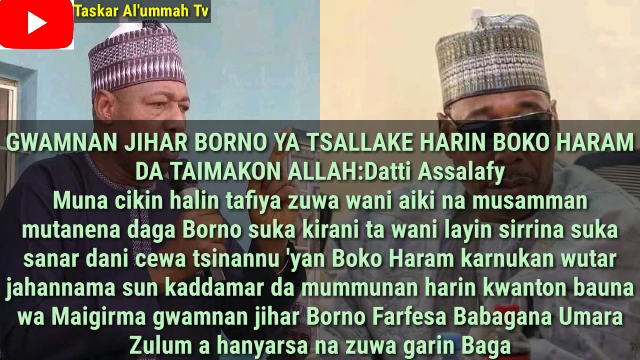 Taskar Al'ummah Tv
GWAMNAN JIHAR BORNO YA TSALLAKE HARIN BOKO HARAM
DA TAIMAKON ALLAH:Datti Assalafy
Muna cikin halin tafiya zuwa wani aiki na musamman
mutanena daga Borno suka kirani ta wani layin sirrina suka
sanar dani cewa tsinannu 'yan Boko Haram karnukan wutar
jahannama sun kaddamar da mummunan harin kwanton bauna
wa Maigirma gwamnan jihar Borno Farfesa Babagana Umara
Zulum a hanyarsa na zuwa garin Baga